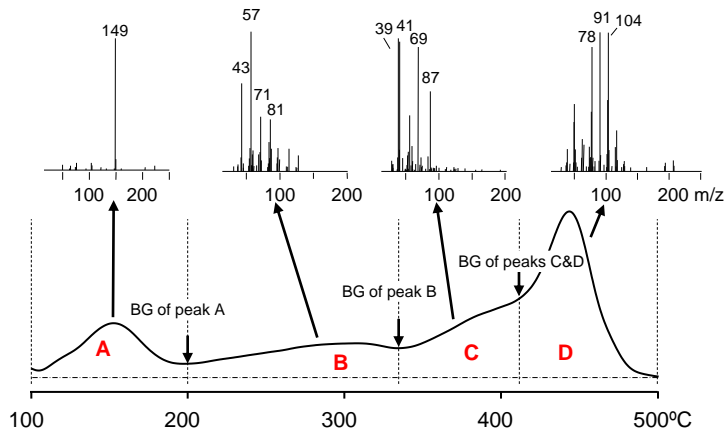 149
57
43
71
81
39
41
69
87
91
104
78
100 200
100 200
100 200
100 200 m/z
BG of peak A
BG of peak B
BG of peaks C&D
A
B
C
D
100 200 300 400 500ºC